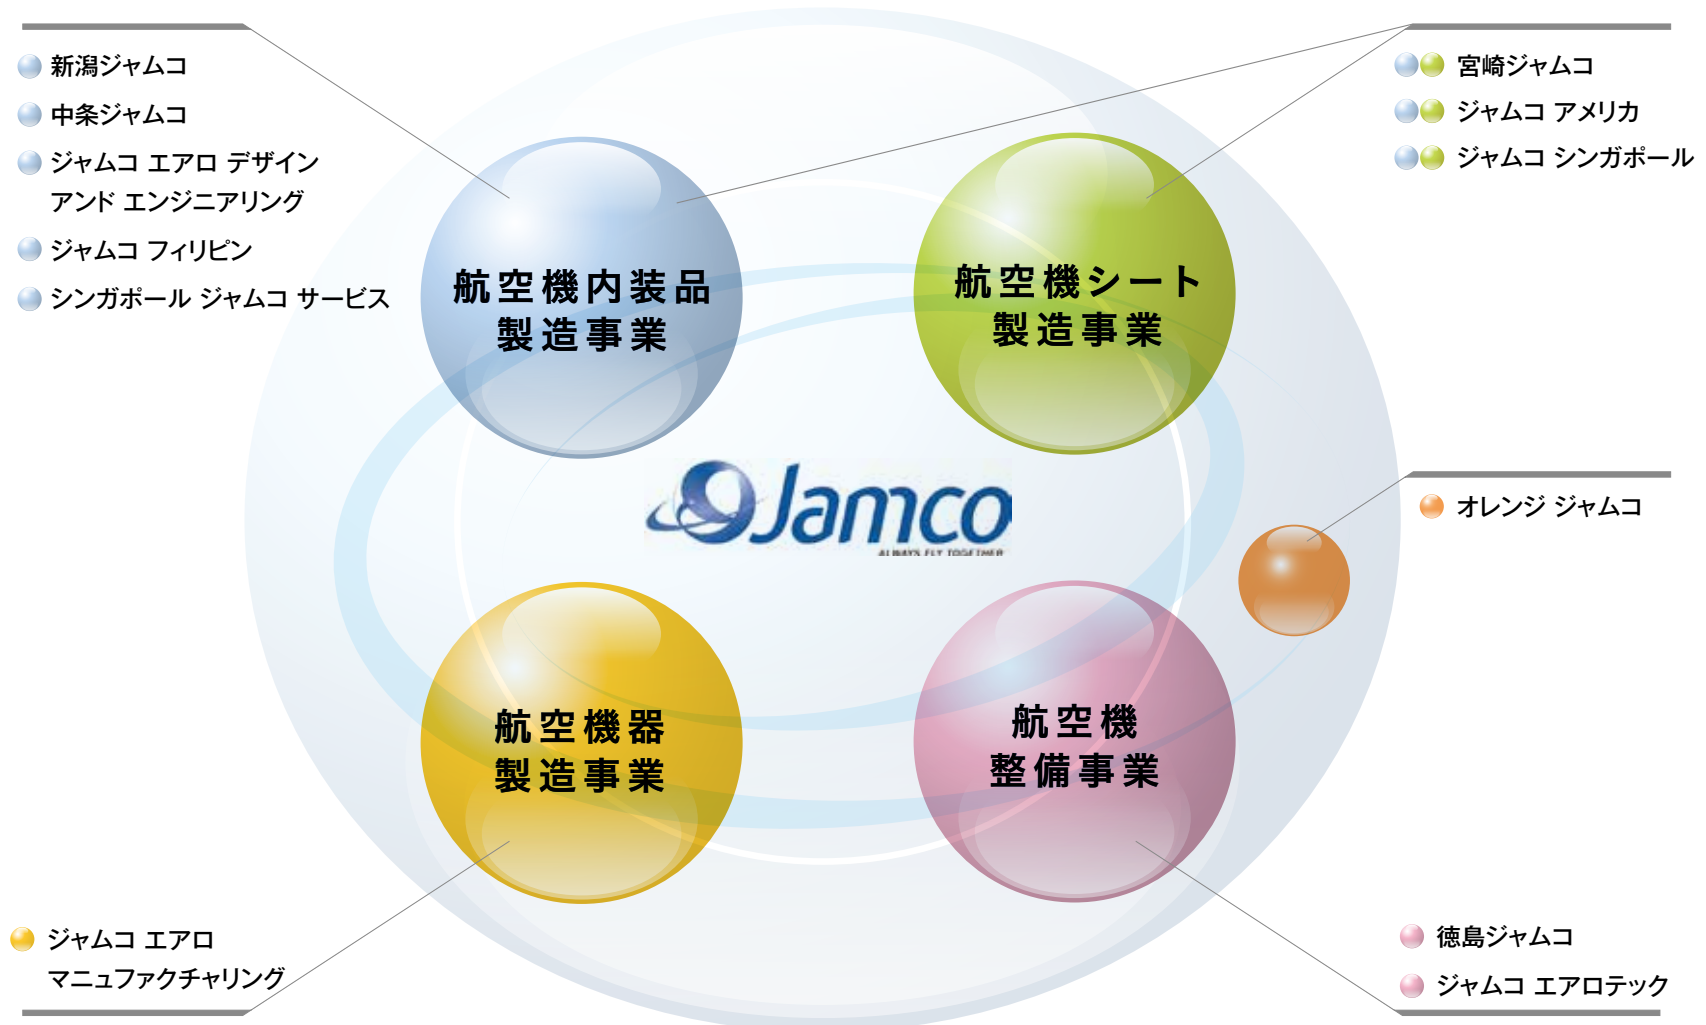 新潟ジャムコ
中条ジャムコ
ジャムコ エアロ デザイン
アンド エンジニアリング
ジャムコ フィリピン
シンガポール ジャムコ サービス
宮崎ジャムコ
ジャムコ アメリカ
ジャムコ シンガポール
航空機内装品
製造事業
航空機シート
製造事業
Jamco
ALWAYS FLY TOGETHER
オレンジ ジャムコ
航空機器
製造事業
航空機
整備事業
ジャムコ エアロ
マニュファクチャリング
徳島ジャムコ
ジャムコ エアロテック